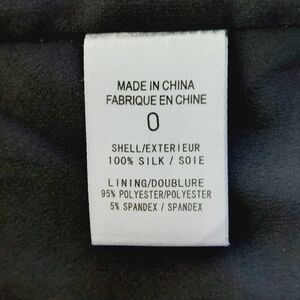 MADE IN CHINA
FABRIQUE EN CHINE
0
SHELL/EXTERIEUR
100% SILK / SOIE
LINING/DOUBLURE
95% POLYESTER/POLYESTER
5% SPANDEX / SPANDEX